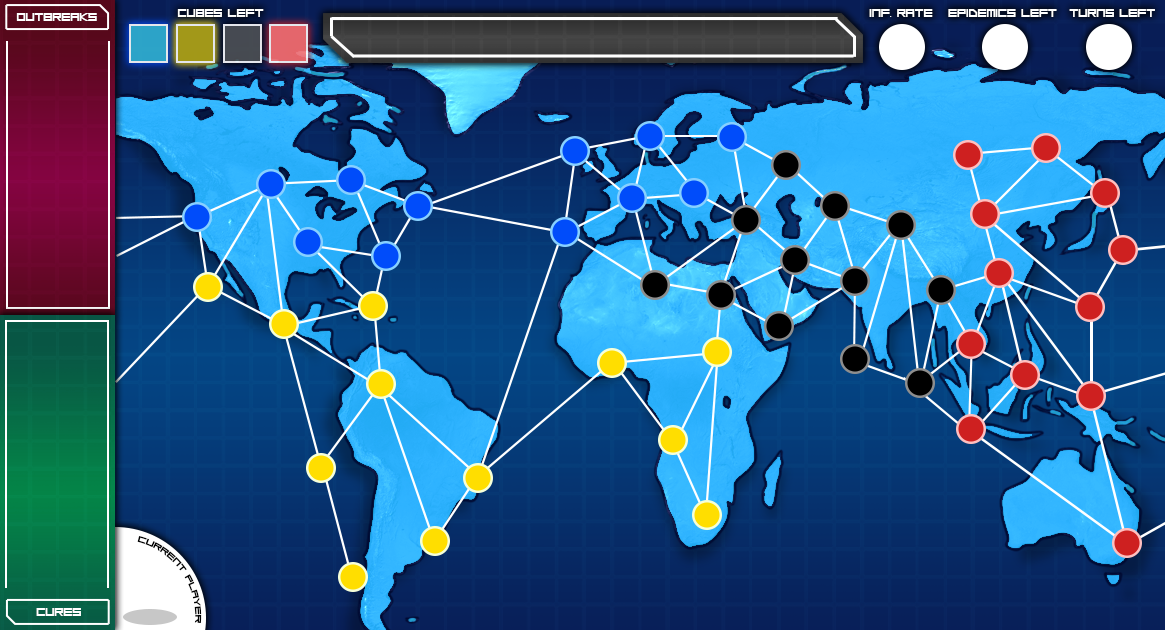 OUTBREAKS
CUBES LEFT
INF. RATE
EPIDEMICS LEFT
TURNS LEFT
CURRENT PLAYER
CURES